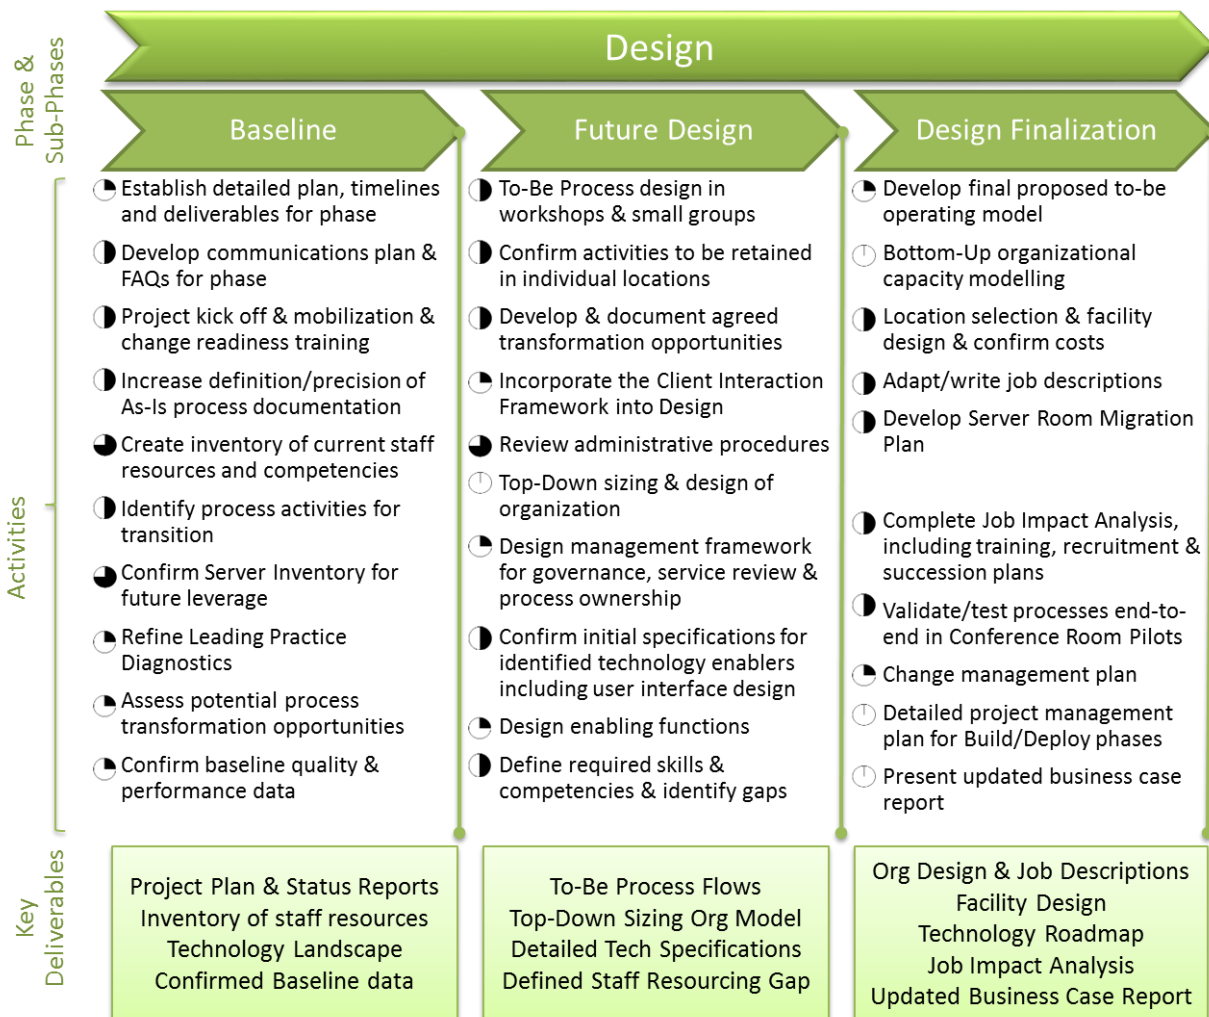 Design
Phase &
Sub-Phases
Baseline
Future Design
Design Finalization
Activities
Establish detailed plan, timelines
and deliverables for phase
Develop communications plan &
FAQs for phase
Project kick off & mobilization &
change readiness training
Increase definition/precision of
As-Is process documentation
Create inventory of current staff
resources and competencies
Identify process activities for
transition
Confirm Server Inventory for
future leverage
Refine Leading Practice
Diagnostics
Assess potential process
transformation opportunities
Confirm baseline quality &
performance data
To-Be Process design in
workshops & small groups
Confirm activities to be retained
in individual locations
Develop & document agreed
transformation opportunities
Incorporate the Client Interaction
Framework into Design
Review administrative procedures
Top-Down sizing & design of
organization
Design management framework
for governance, service review &
process ownership
Confirm initial specifications for
identified technology enablers
including user interface design
Design enabling functions
Define required skills &
competencies & identify gaps
Develop final proposed to-be
operating model
Bottom-Up organizational
capacity modelling
Location selection & facility
design & confirm costs
Adapt/write job descriptions
Develop Server Room Migration
Plan
Complete Job Impact Analysis,
including training, recruitment &
succession plans
Validate/test processes end-to-
end in Conference Room Pilots
Change management plan
Detailed project management
plan for Build/Deploy phases
Present updated business case
report
Key
Deliverables
Project Plan & Status Reports
Inventory of staff resources
Technology Landscape
Confirmed Baseline data
To-Be Process Flows
Top-Down Sizing Org Model
Detailed Tech Specifications
Defined Staff Resourcing Gap
Org Design & Job Descriptions
Facility Design
Technology Roadmap
Job Impact Analysis
Updated Business Case Report